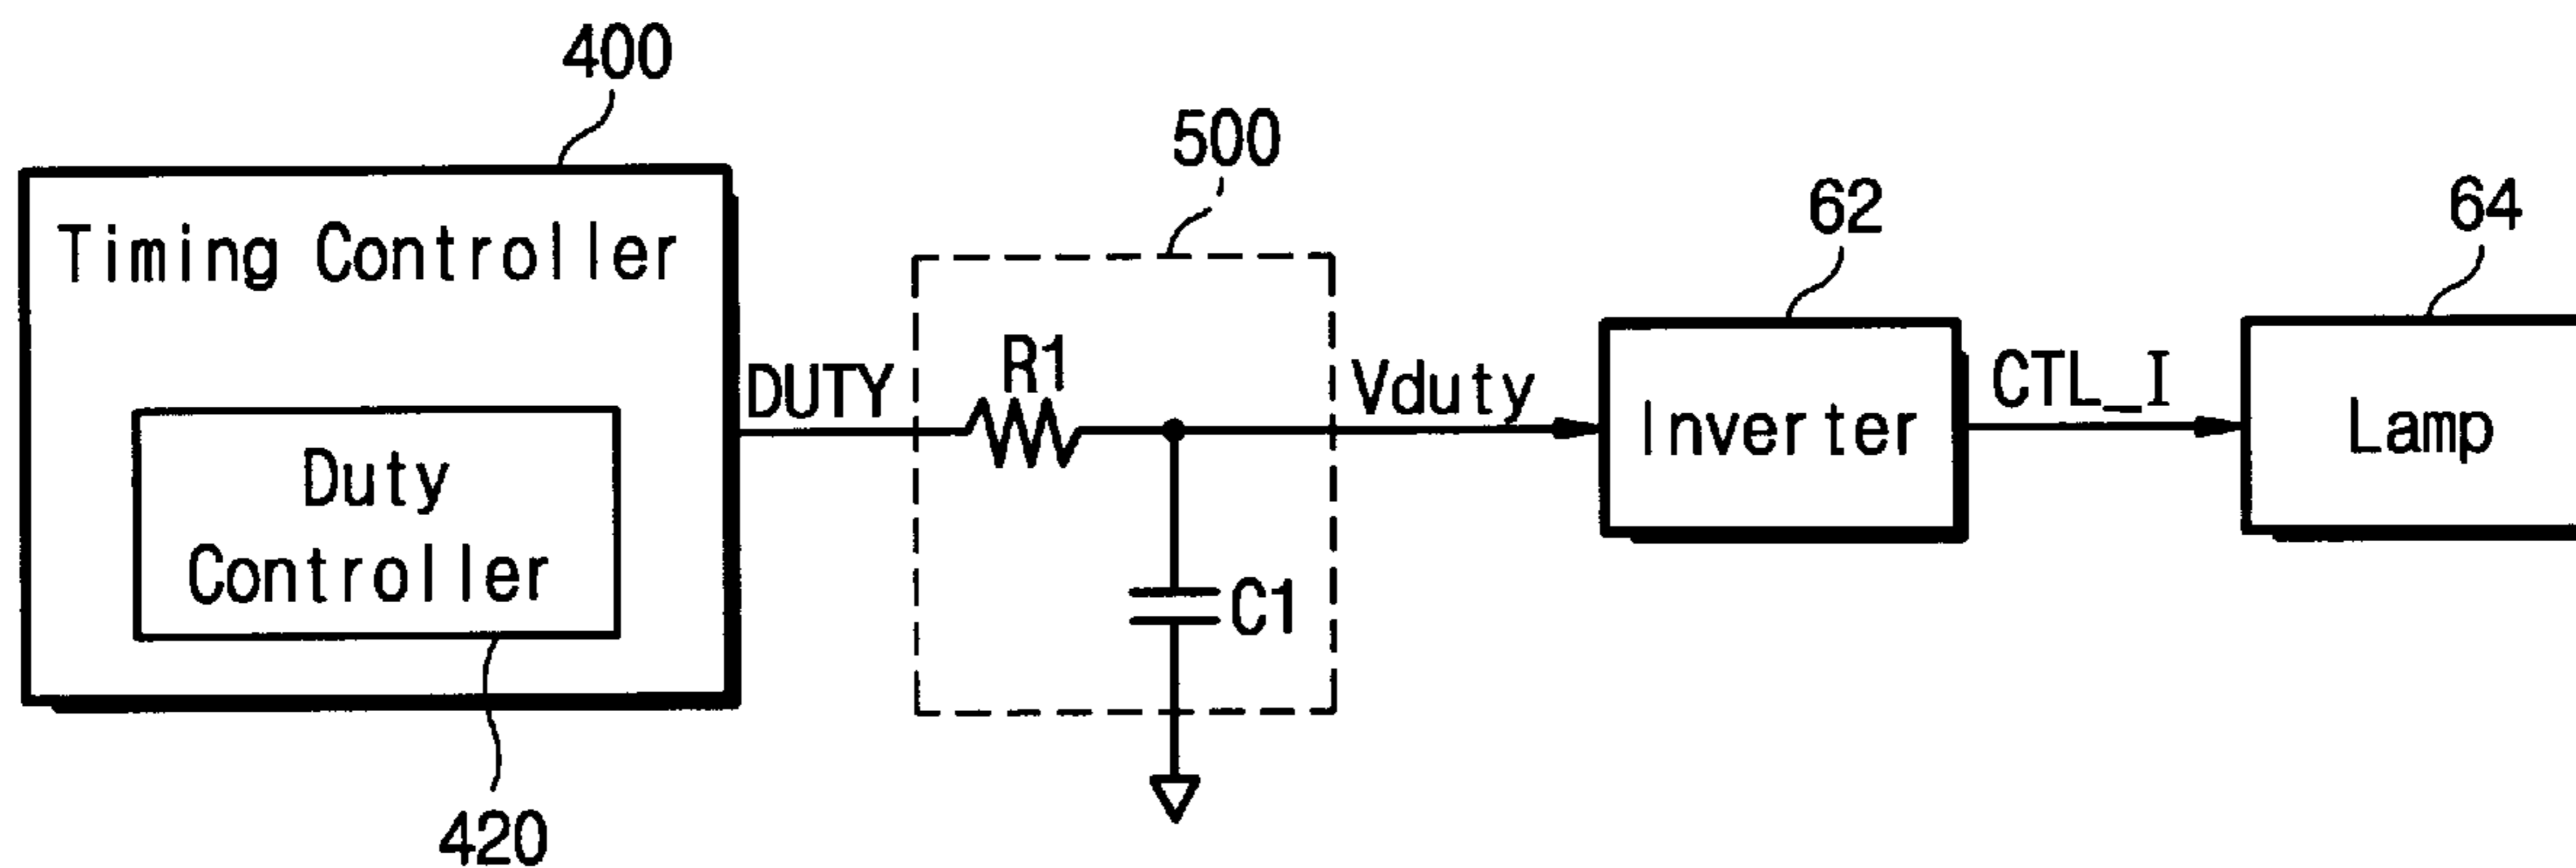 400
Timing Controller
Duty
Controller
420
DUTY
500
R1
C1
Vduty
62
Inverter
CTL_I
64
Lamp